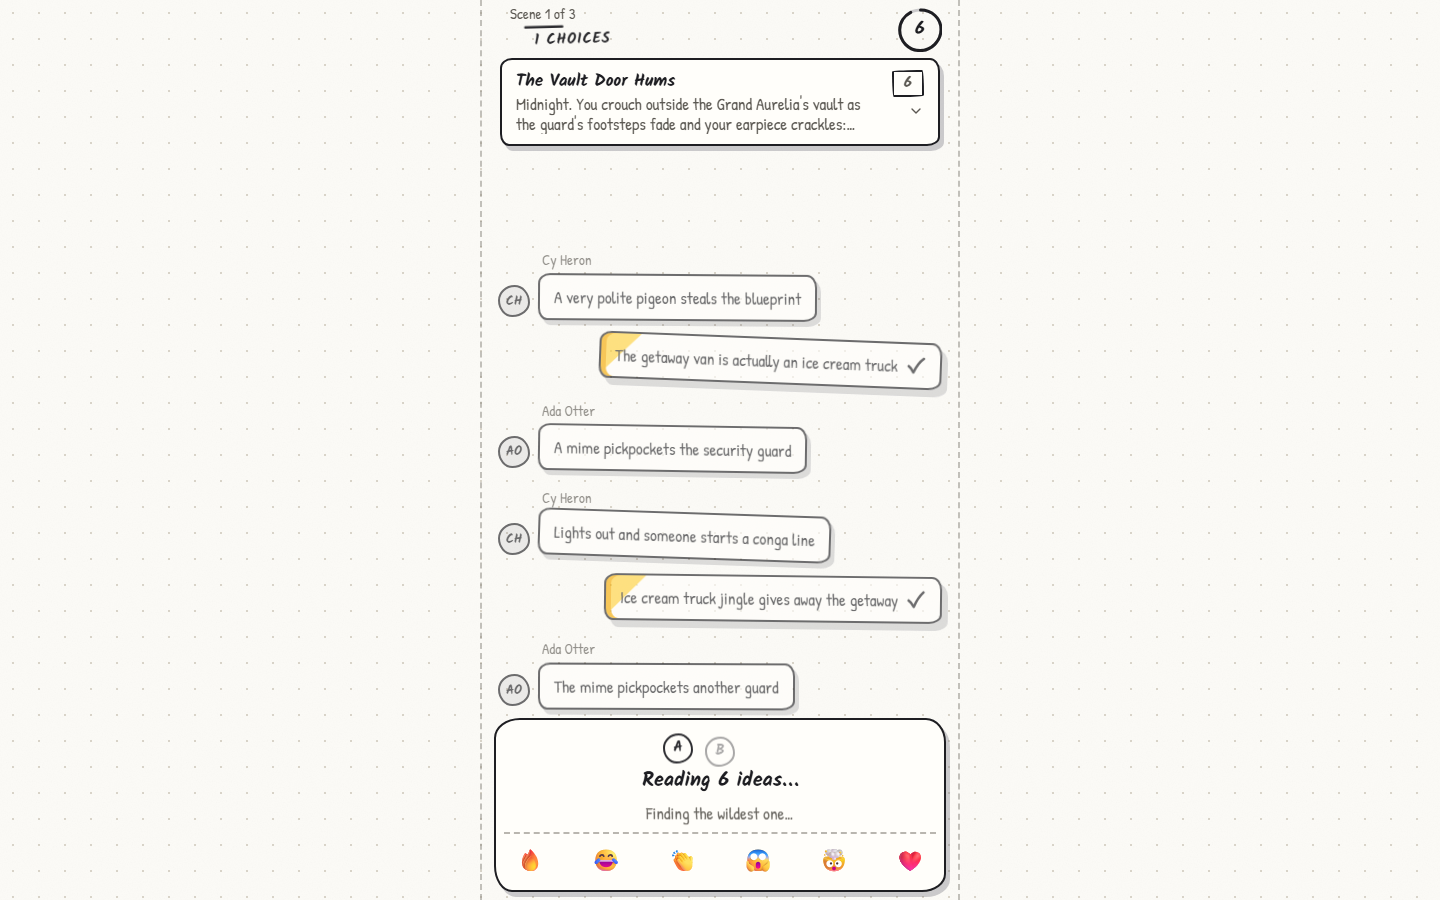 Scene 1 of 3
1 CHOICES
6
The Vault Door Hums
6
Midnight. You crouch outside the Grand Aurelia's vault as
the guard's footsteps fade and your earpiece crackles:...
Cy Heron
CH
A very polite pigeon steals the blueprint
The getaway van is actually an ice cream truck
Ada Otter
AO
A mime pickpockets the security guard
Cy Heron
CH
Lights out and someone starts a conga line
Ice cream truck jingle gives away the getaway
Ada Otter
AO
The mime pickpockets another guard
A
B
Reading 6 ideas...
Finding the wildest one...